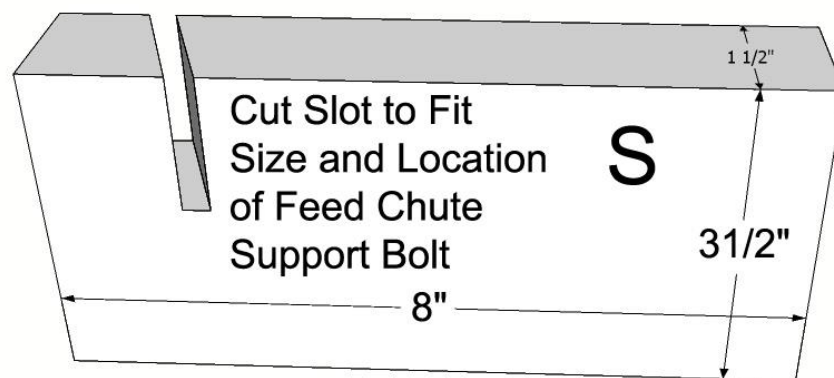 1 1/2"
Cut Slot to Fit
Size and Location
of Feed Chute
Support Bolt
S
31/2"
8"